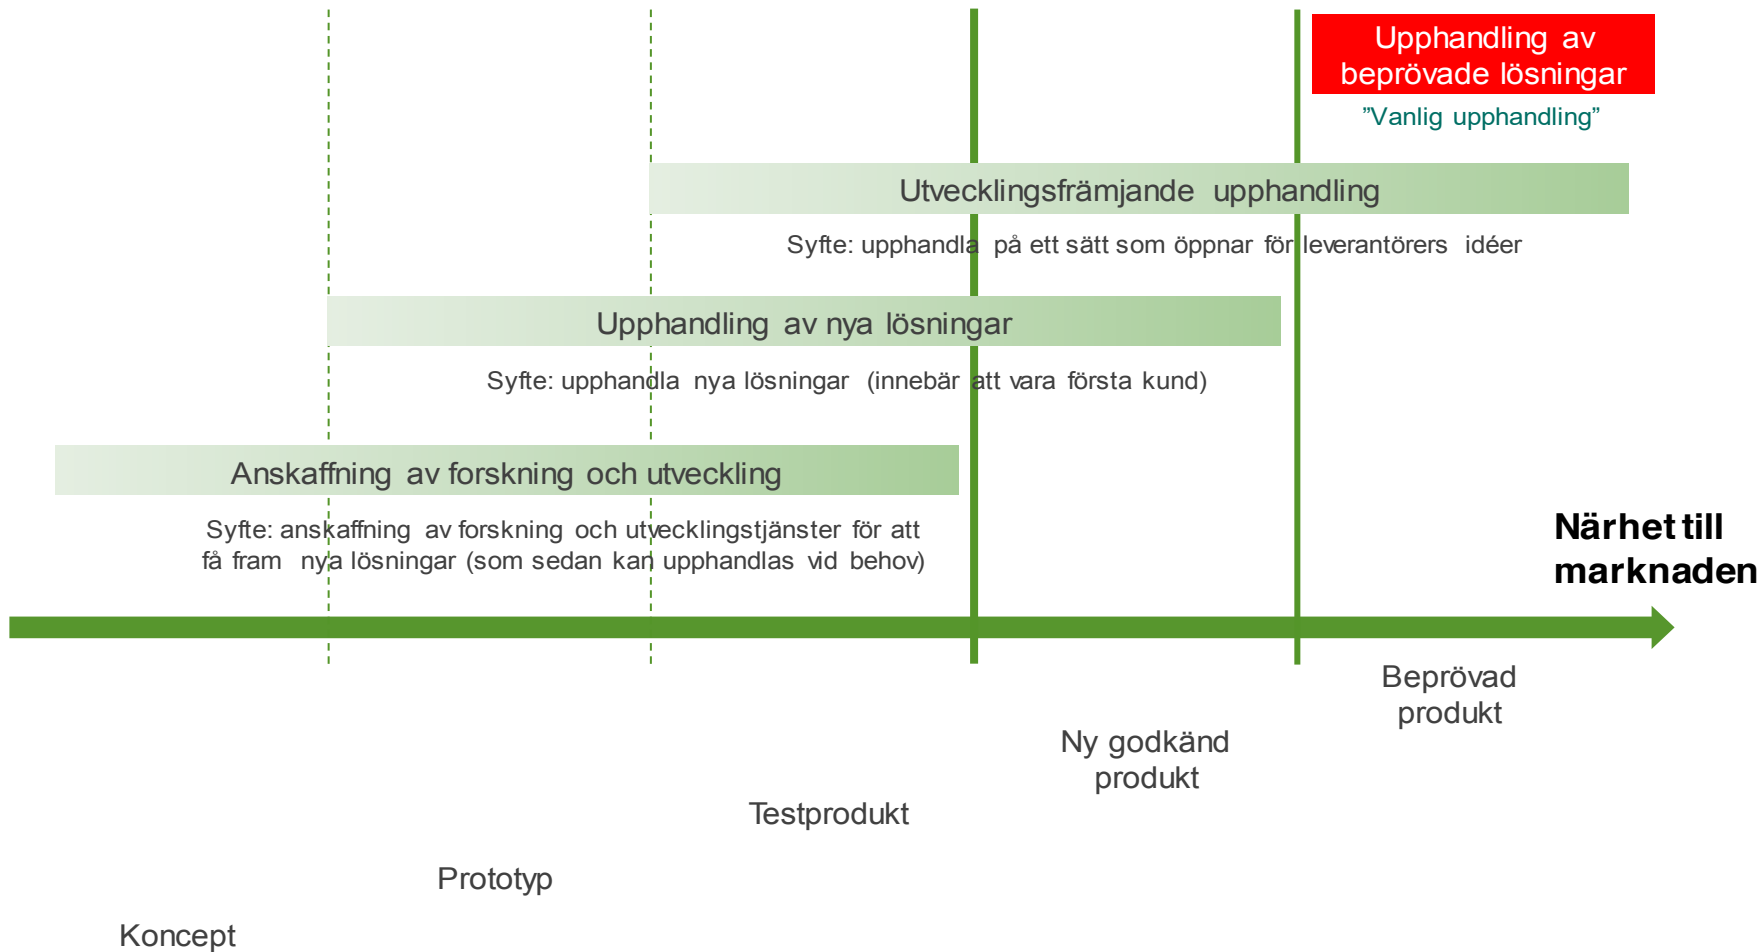 Upphandling av
beprövade lösningar
”Vanlig upphandling”
Utvecklingsfrämjande upphandling
Syfte: upphandla på ett sätt som öppnar för leverantörers idéer
Upphandling av nya lösningar
Syfte: upphandla nya lösningar (innebär att vara första kund)
Anskaffning av forskning och utveckling
Syfte: anskaffning av forskning och utvecklingstjänster för att
få fram nya lösningar (som sedan kan upphandlas vid behov)
Närhet till
marknaden
Beprövad
produkt
Ny godkänd
produkt
Testprodukt
Prototyp
Koncept